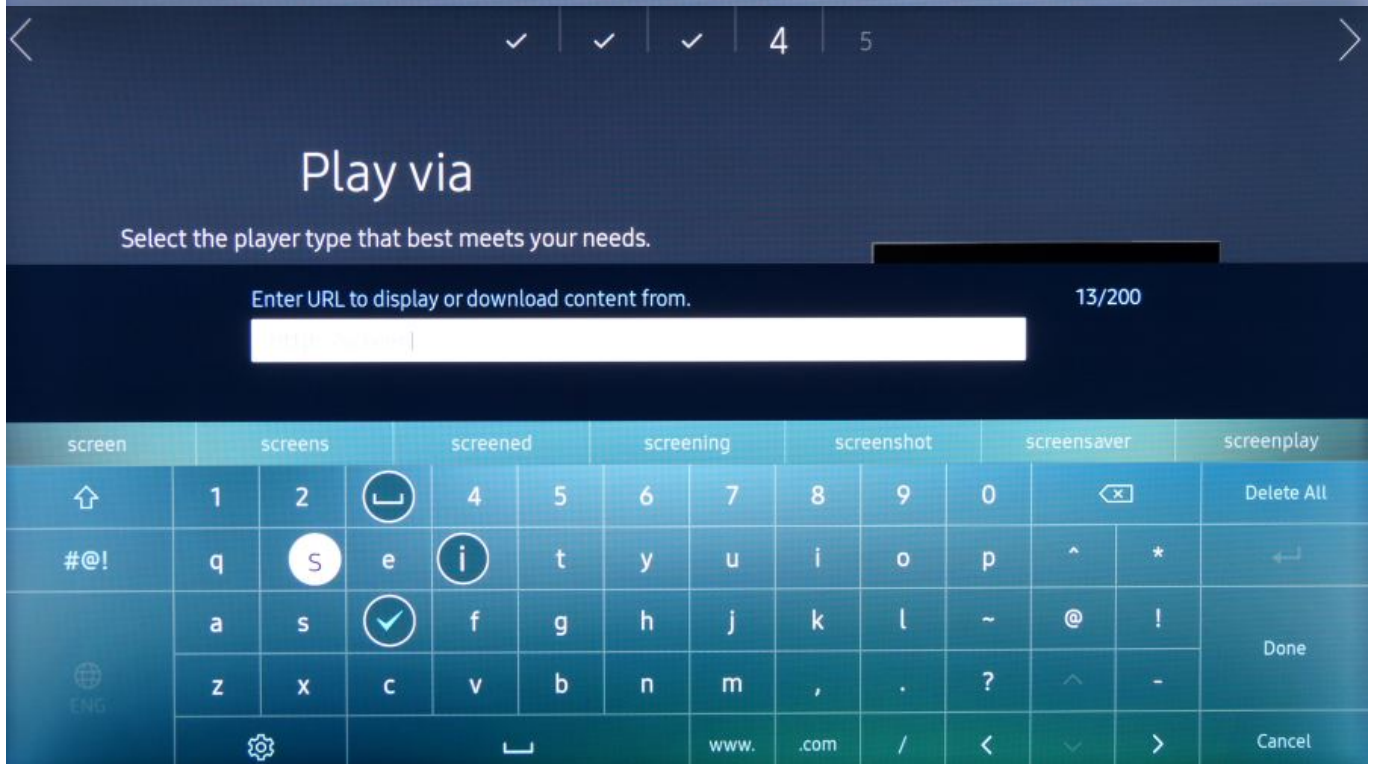 4 5
Play via
Select the player type that best meets your needs.
Enter URL to display or download content from. 13/200
screen screens screened screening screenshot screensaver screenplay
1 2 4 5 6 7 8 9 0 Delete All
#@! q s e i t y u i o p ^ *
a s f g h j k l ~ @ ! Done
ENG z x c v b n m , . ? -
www. .com / < > Cancel